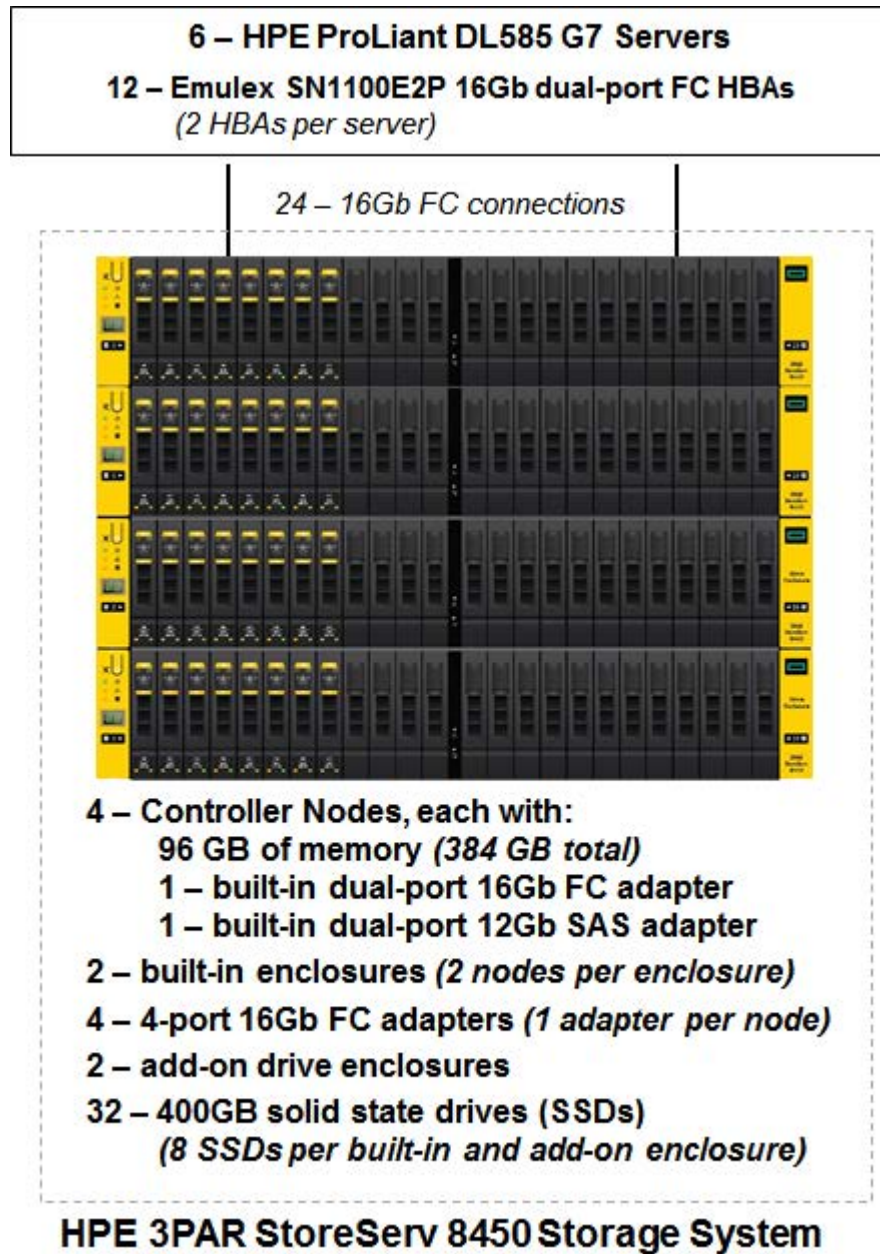 6 – HPE ProLiant DL585 G7 Servers
12 – Emulex SN1100E2P 16Gb dual-port FC HBAs
(2 HBAs per server)
24 – 16Gb FC connections
4 – Controller Nodes, each with:
96 GB of memory (384 GB total)
1 – built-in dual-port 16Gb FC adapter
1 – built-in dual-port 12Gb SAS adapter
2 – built-in enclosures (2 nodes per enclosure)
4 – 4-port 16Gb FC adapters (1 adapter per node)
2 – add-on drive enclosures
32 – 400GB solid state drives (SSDs)
(8 SSDs per built-in and add-on enclosure)
HPE 3PAR StoreServ 8450 Storage System